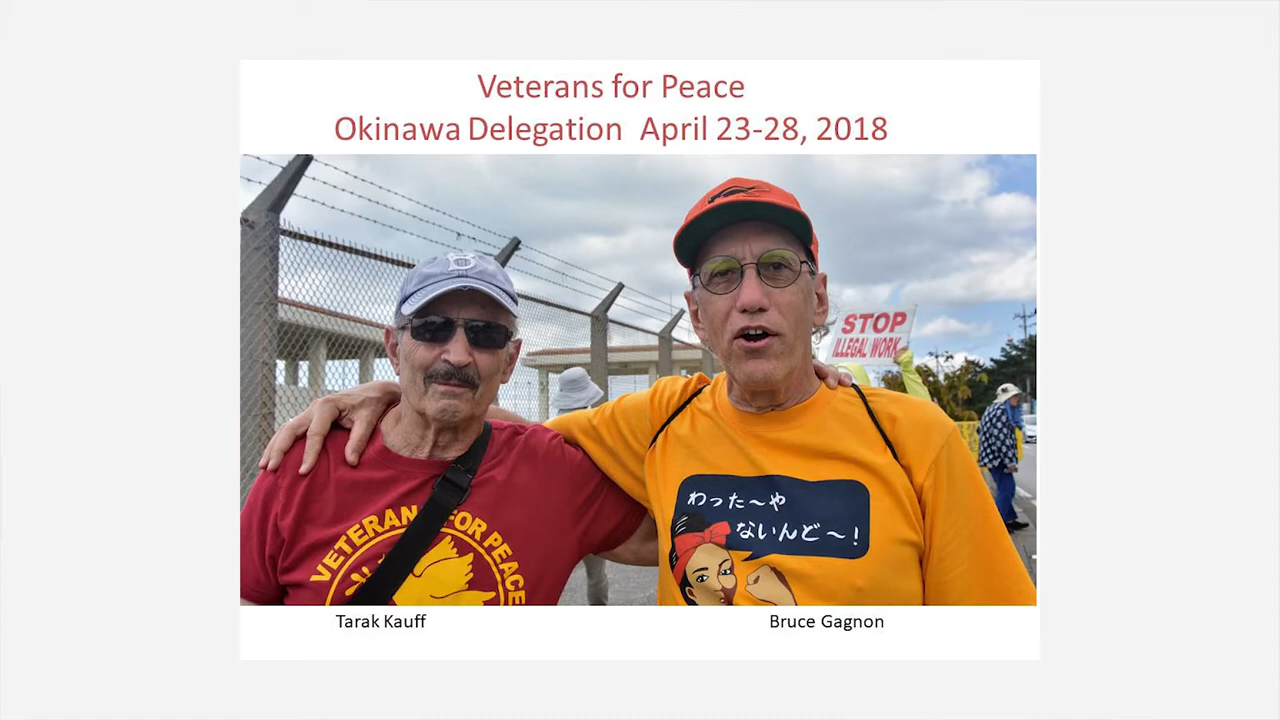 Veterans for Peace
Okinawa Delegation April 23-28, 2018
B
STOP
ILLEGAL WORK
わった～や
ないんど～!
VETERANS FOR PEACE
Tarak Kauff
Bruce Gagnon